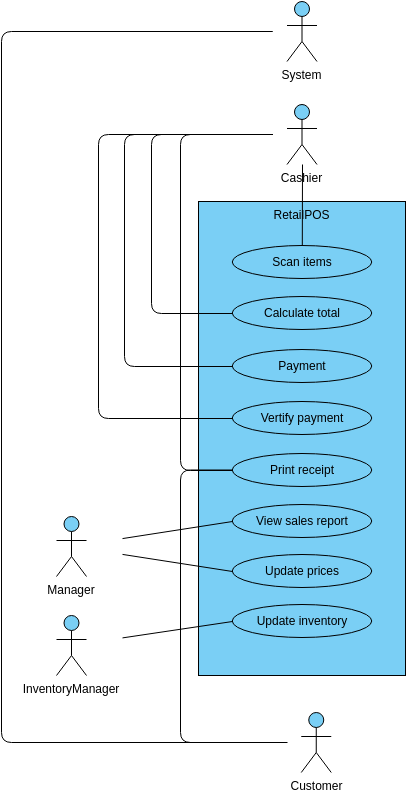 System
Cashier
RetailPOS
Scan items
Calculate total
Payment
Vertify payment
Print receipt
View sales report
Update prices
Update inventory
Manager
InventoryManager
Customer